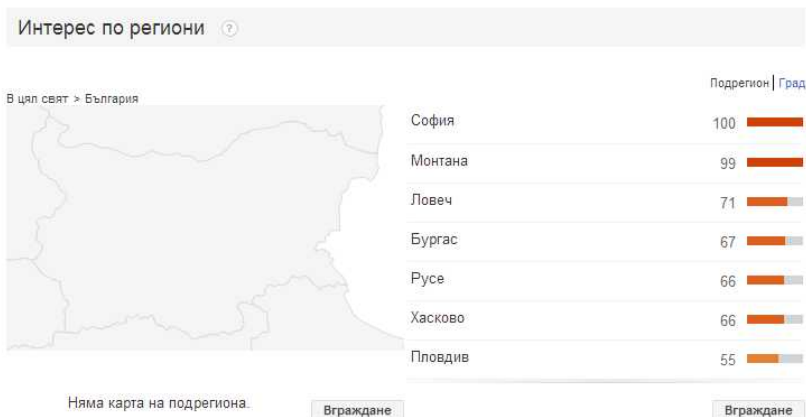 Интерес по региони ?
Подрегион | Град
В цял свят > България
София 100
Монтана 99
Ловеч 71
Бургас 67
Русе 66
Хасково 66
Пловдив 55
Няма карта на подрегиона.
Вграждане
Вграждане